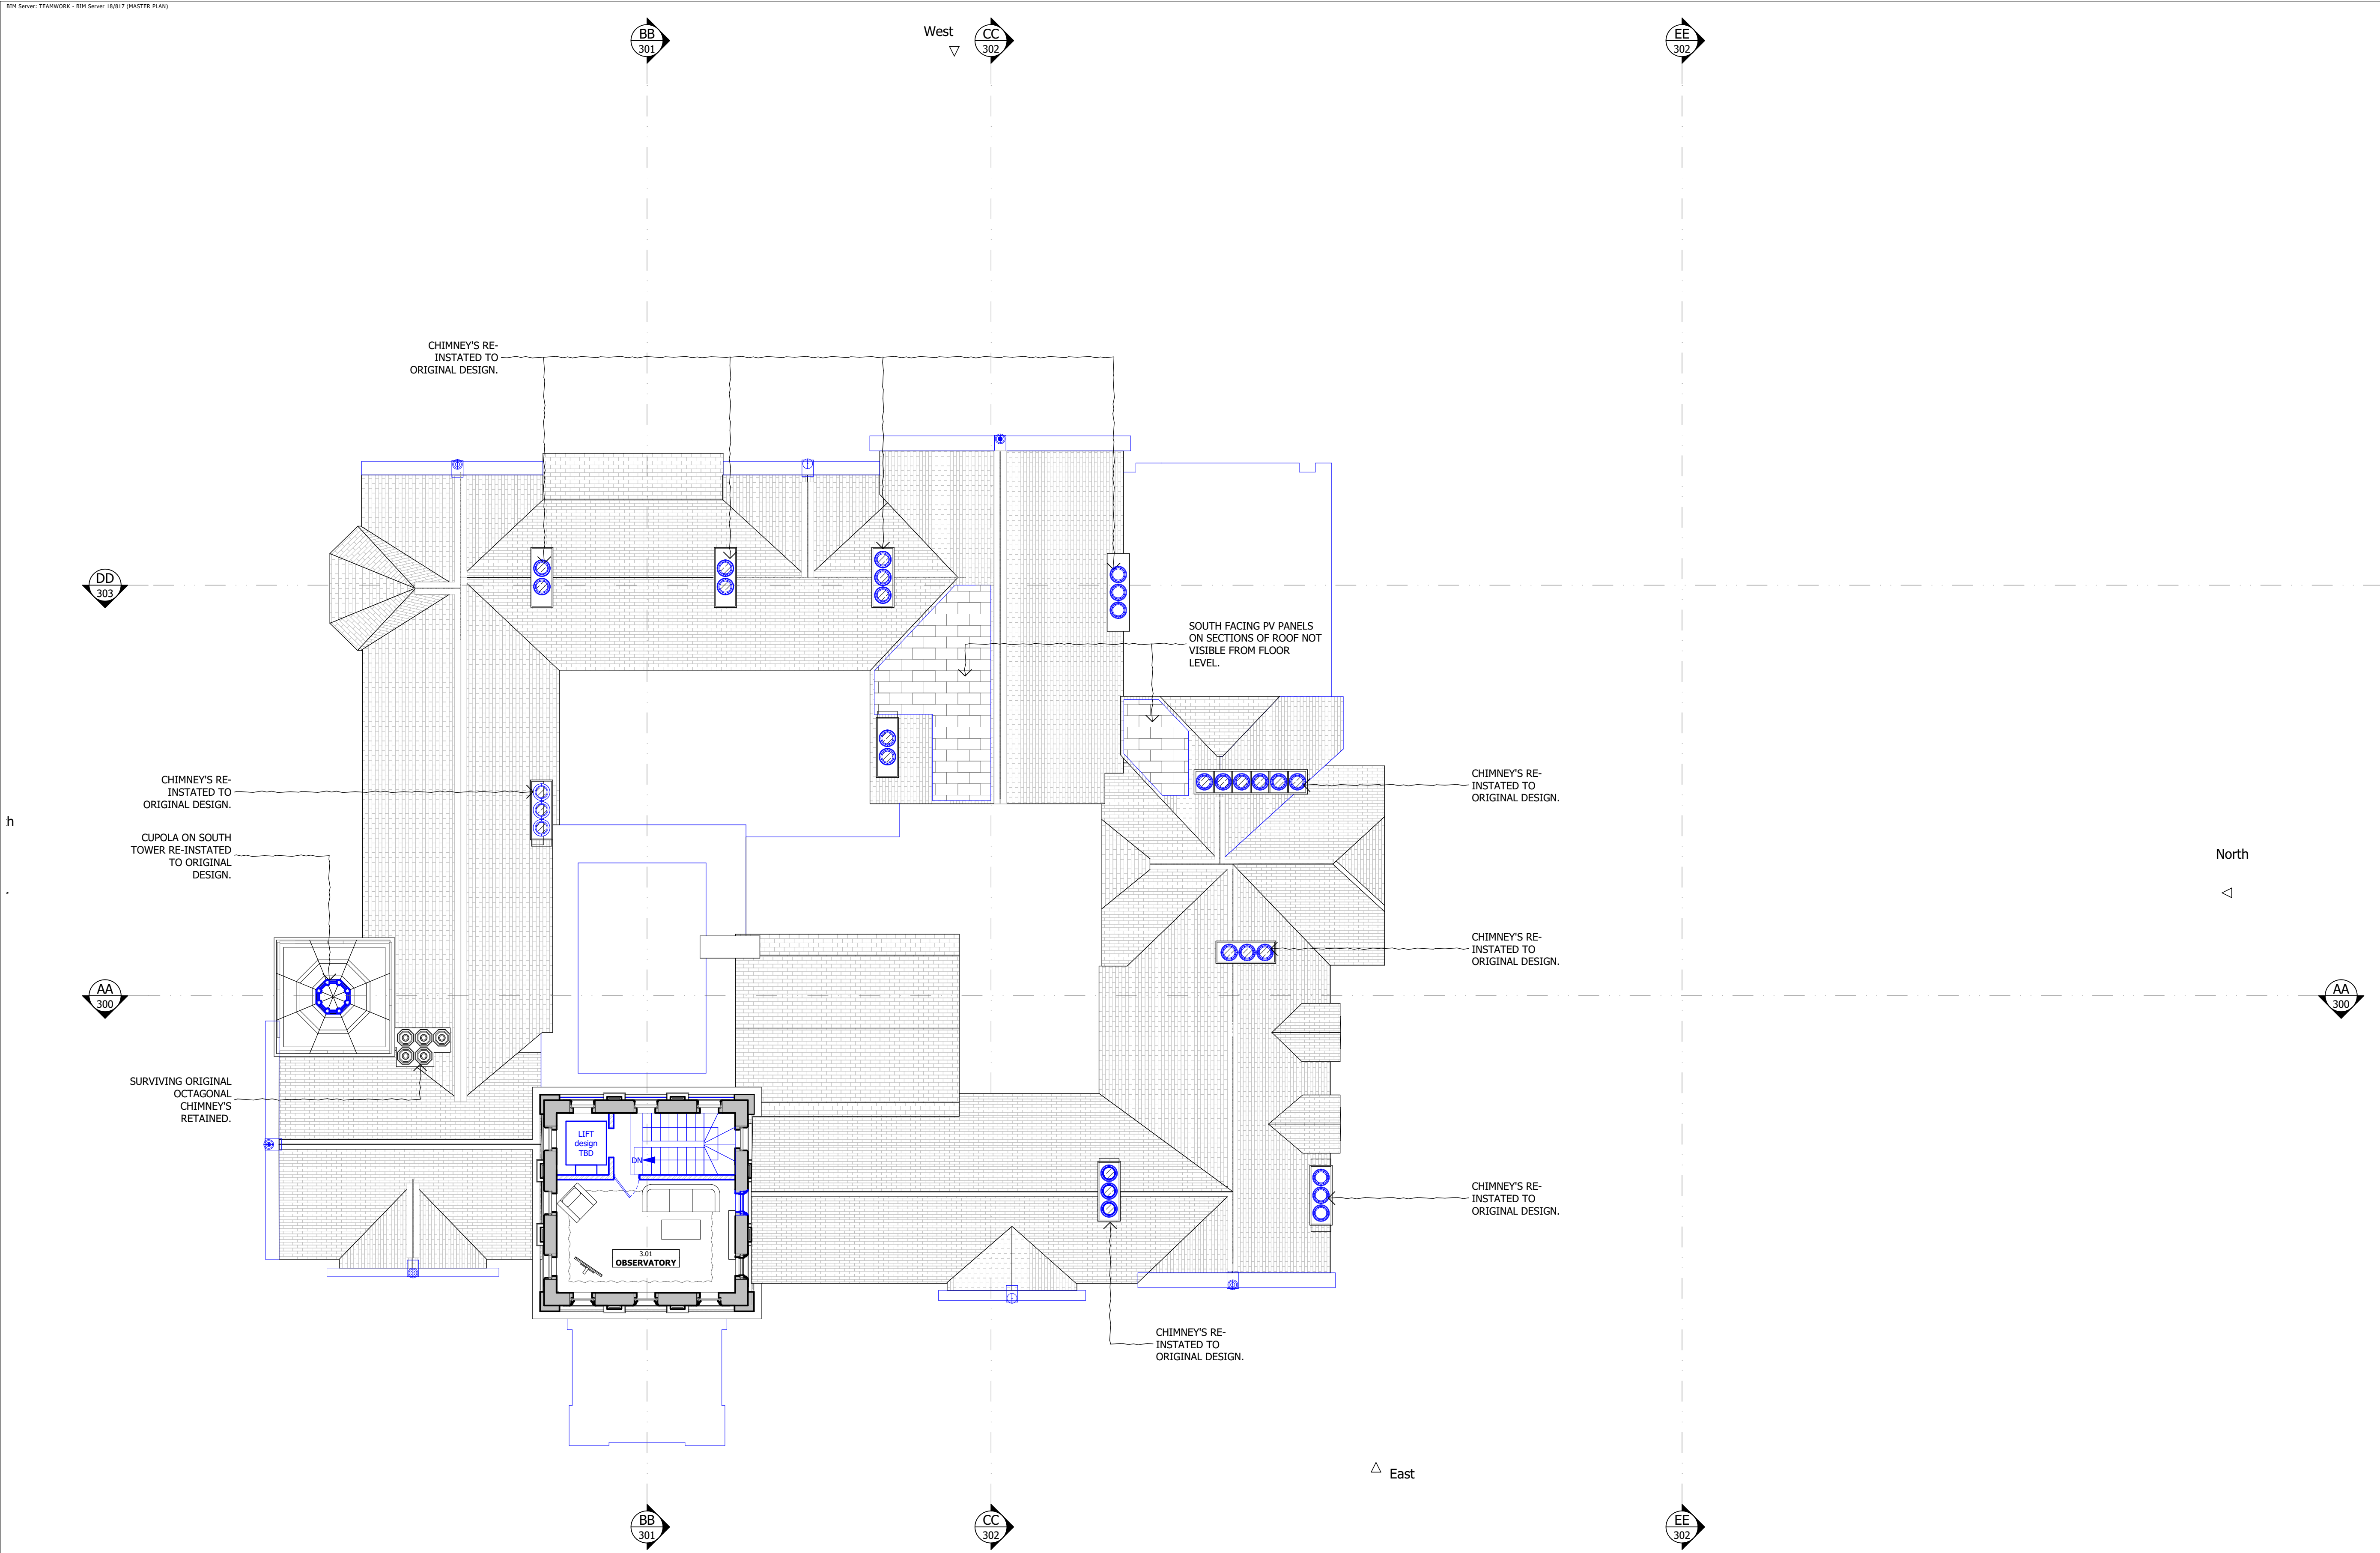 BIM Server: TEAMWORK - BIM Server 18/817 (MASTER PLAN)
BB
301
West
CC
302
EE
302
CHIMNEY'S RE-
INSTATED TO
ORIGINAL DESIGN.
DD
303
SOUTH FACING PV PANELS
ON SECTIONS OF ROOF NOT
VISIBLE FROM FLOOR
LEVEL.
CHIMNEY'S RE-
INSTATED TO
ORIGINAL DESIGN.
CHIMNEY'S RE-
INSTATED TO
ORIGINAL DESIGN.
h
CUPOLA ON SOUTH
TOWER RE-INSTATED
TO ORIGINAL
DESIGN.
North
CHIMNEY'S RE-
INSTATED TO
ORIGINAL DESIGN.
AA
300
AA
300
SURVIVING ORIGINAL
OCTAGONAL
CHIMNEY'S
RETAINED.
LIFT
design
TBD
DN
CHIMNEY'S RE-
INSTATED TO
ORIGINAL DESIGN.
3.01
OBSERVATORY
CHIMNEY'S RE-
INSTATED TO
ORIGINAL DESIGN.
East
BB
301
CC
302
EE
302